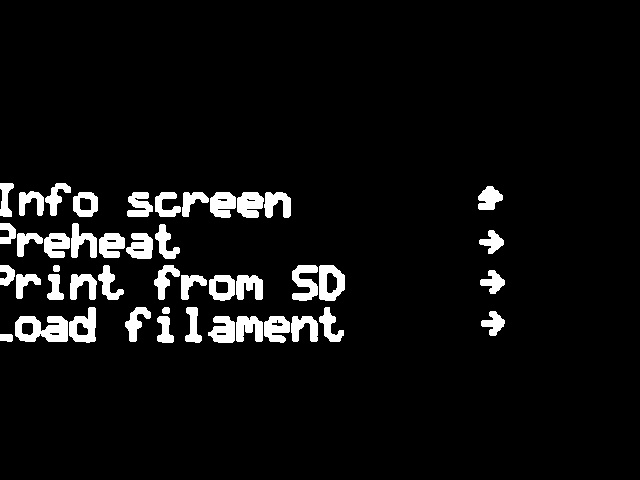 Info screen
Preheat →
Print from SD →
Load filament →